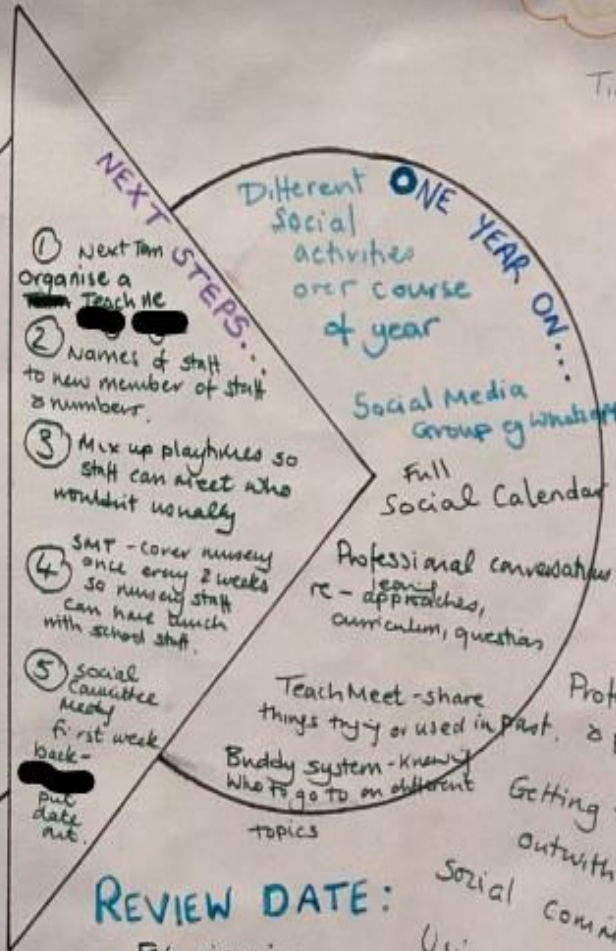 NEXT STEPS...
① Next Term
Organise a
Teach Me
② Names of staff
to new member of staff
& numbers.
③ Mix up playtimes so
staff can meet who
wouldn't usually
④ SMT - cover nursery
once every 2 weeks
so nursery staff
can have lunch
with school staff.
⑤ Social
Committee
Meeting
first week
back -
put
date
out.
ONE YEAR ON...
Different
social
activities
over course
of year
Social Media
Group eg Whatsapp
Full
Social Calendar
Professional conversations
re - learning
approaches,
curriculum, questions
TeachMeet - share
things trying or used in past.
Buddy system - knowing
who to go to on different
topics
REVIEW DATE:
Getting
outwith
Social